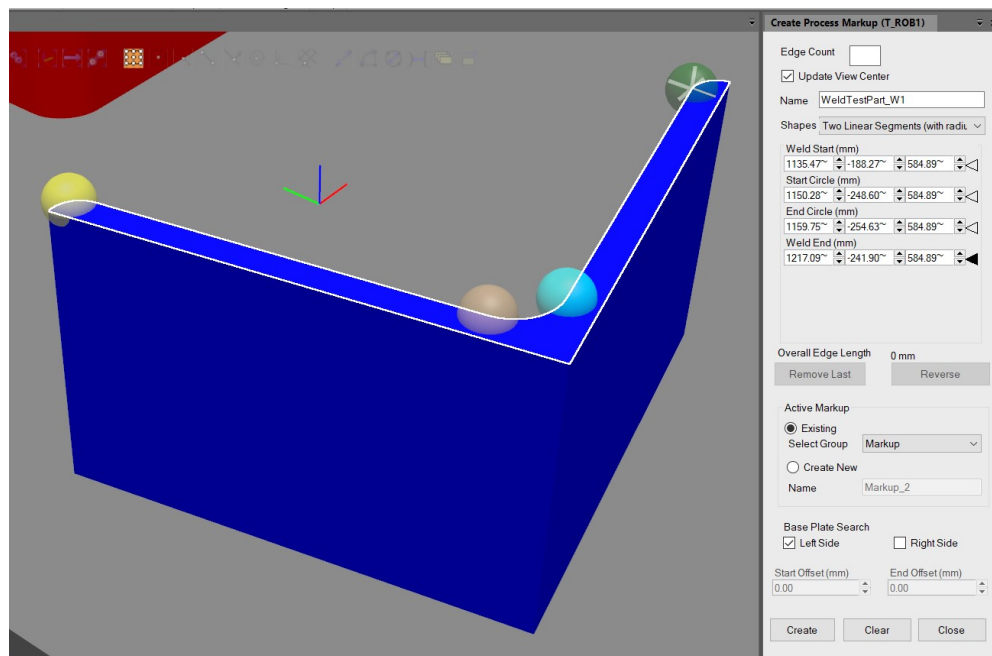 Create Process Markup (T_ROB1)
Edge Count
Update View Center
Name WeldTestPart_W1
Shapes Two Linear Segments (with radiu
Weld Start (mm)
1135.47~ -188.27~ 584.89~
Start Circle (mm)
1150.28~ -248.60~ 584.89~
End Circle (mm)
1159.75~ -254.63~ 584.89~
Weld End (mm)
1217.09~ -241.90~ 584.89~
Overall Edge Length 0 mm
Remove Last Reverse
Active Markup
Existing
Select Group Markup
Create New
Name Markup_2
Base Plate Search
Left Side Right Side
Start Offset (mm) End Offset (mm)
0.00 0.00
Create Clear Close